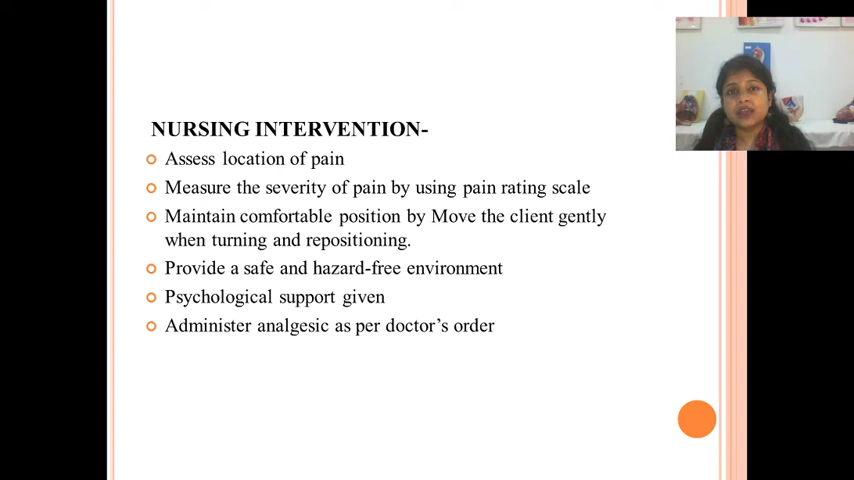 NURSING INTERVENTION-
Assess location of pain
Measure the severity of pain by using pain rating scale
Maintain comfortable position by Move the client gently
when turning and repositioning.
Provide a safe and hazard-free environment
Psychological support given
Administer analgesic as per doctor's order